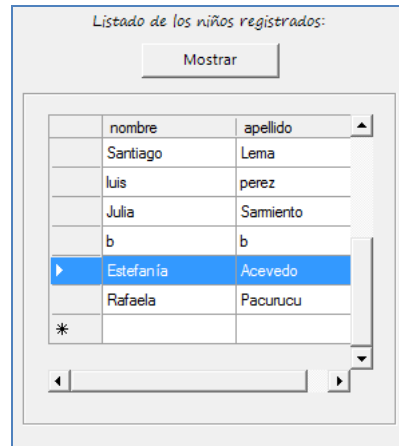 Listado de los niños registrados:
Mostrar
nombre apellido
Santiago Lema
luis perez
Julia Sarmiento
b b
Estefanía Acevedo
Rafaela Pacurucu